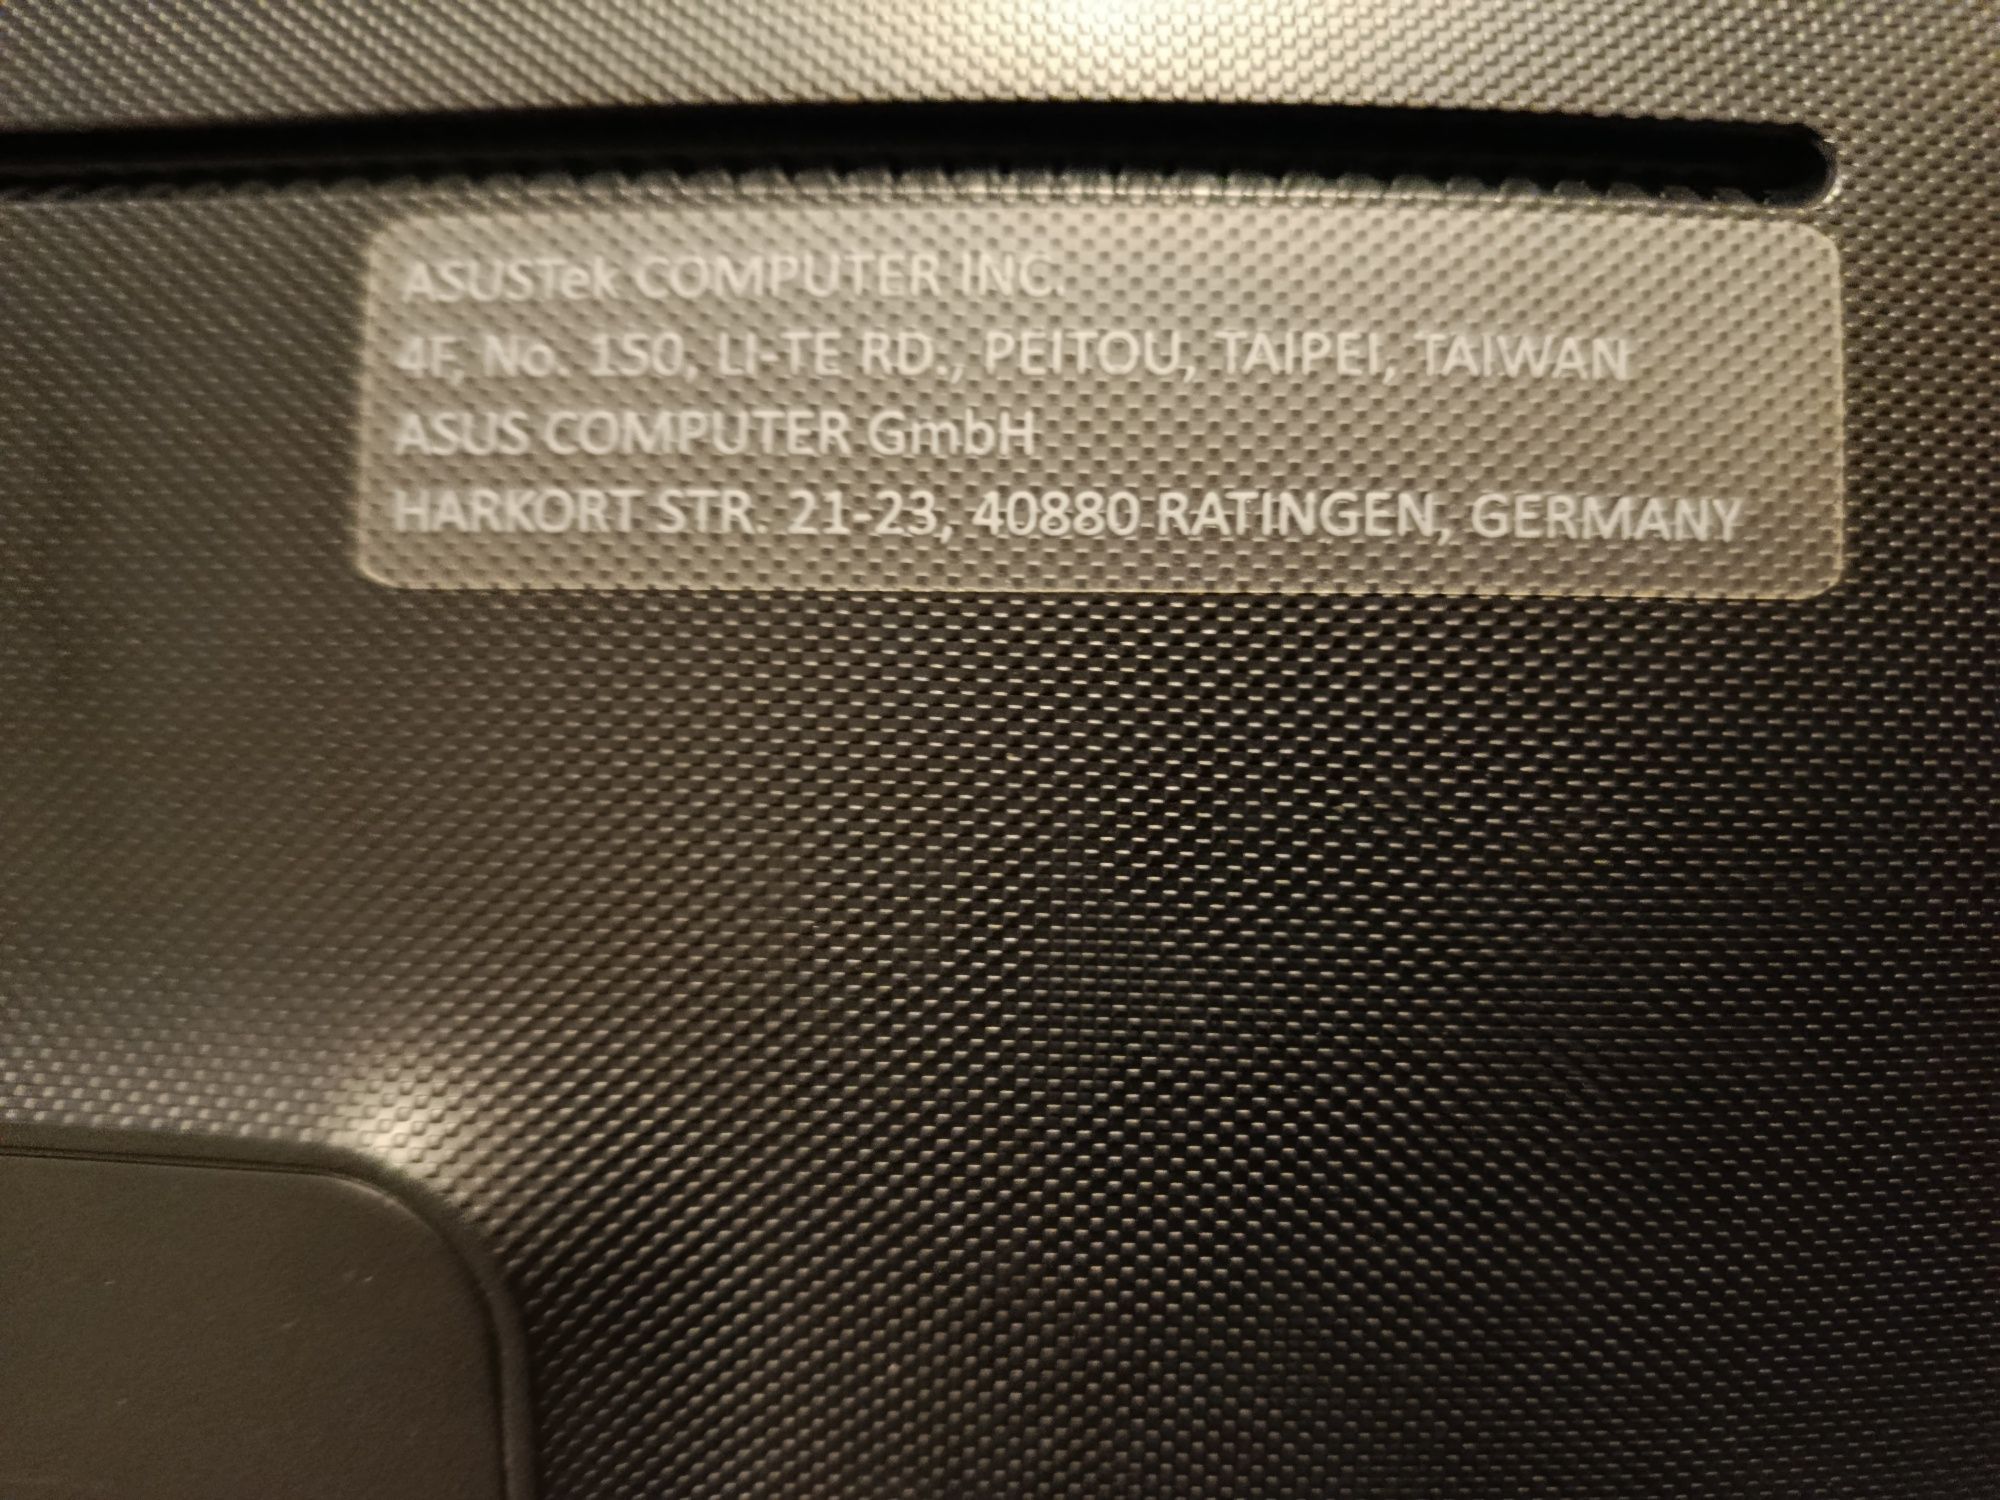 ASUSTek COMPUTER INC.
4F, No. 150, LI-TE RD., PEITOU, TAIPEI, TAIWAN
ASUS COMPUTER GmbH
HARKORT STR. 21-23, 40880 RATINGEN, GERMANY